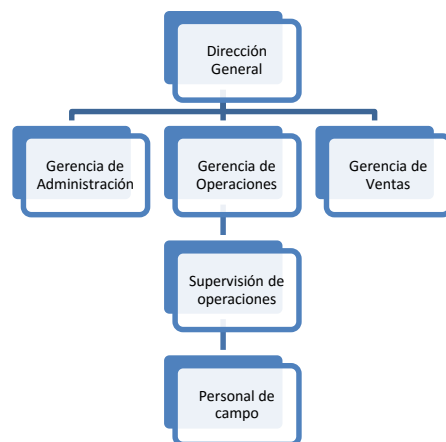 Dirección
General
Gerencia de
Administración
Gerencia de
Operaciones
Gerencia de
Ventas
Supervisión de
operaciones
Personal de
campo